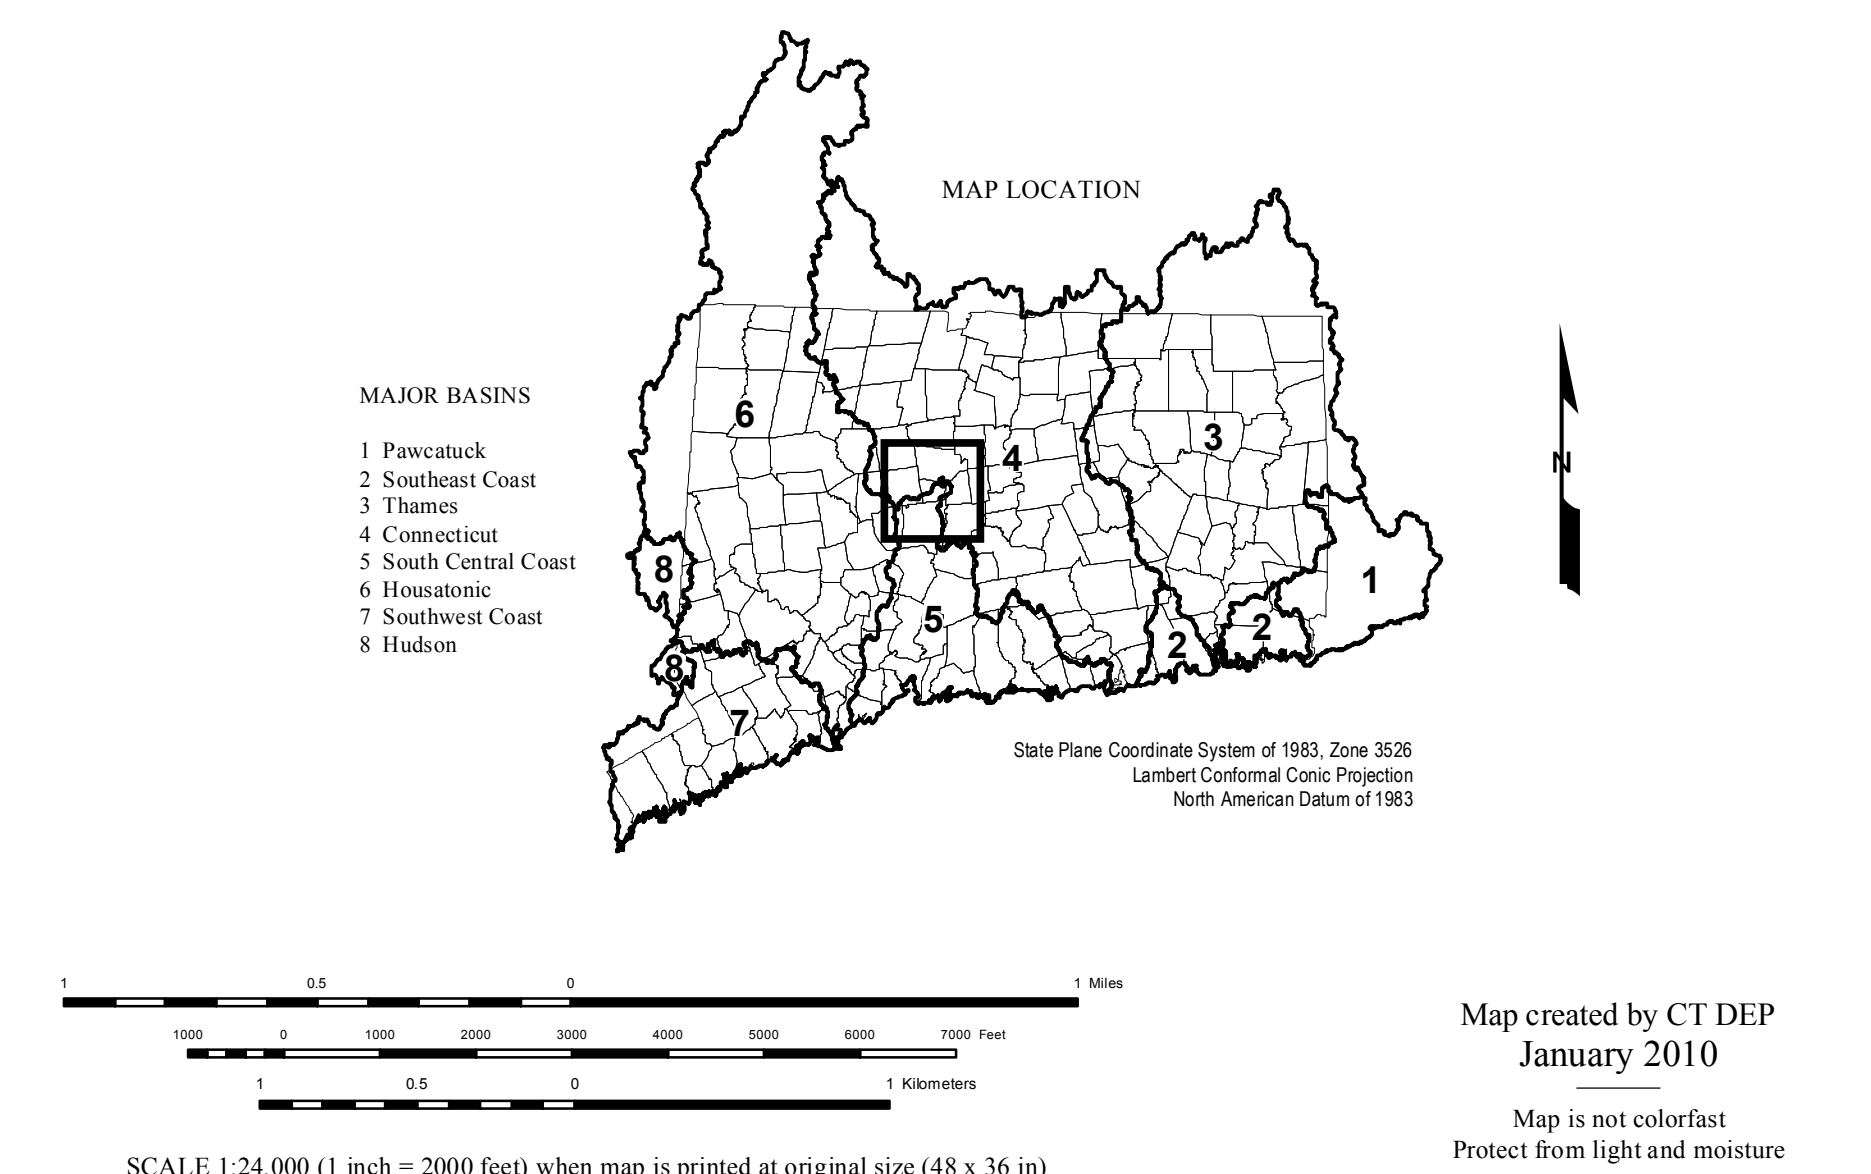 MAP LOCATION
MAJOR BASINS
1 Pawcatuck
2 Southeast Coast
3 Thames
4 Connecticut
5 South Central Coast
6 Housatonic
7 Southwest Coast
8 Hudson
6
4
3
N
8
1
5
2
2
8
7
State Plane Coordinate System of 1983, Zone 3526
Lambert Conformal Conic Projection
North American Datum of 1983
1 0.5 0 1 Miles
1000 0 1000 2000 3000 4000 5000 6000 7000 Feet
1 0.5 0 1 Kilometers
SCALE 1:24,000 (1 inch = 2000 feet) when map is printed at original size (48 x 36 in)
Map created by CT DEP
January 2010
Map is not colorfast
Protect from light and moisture